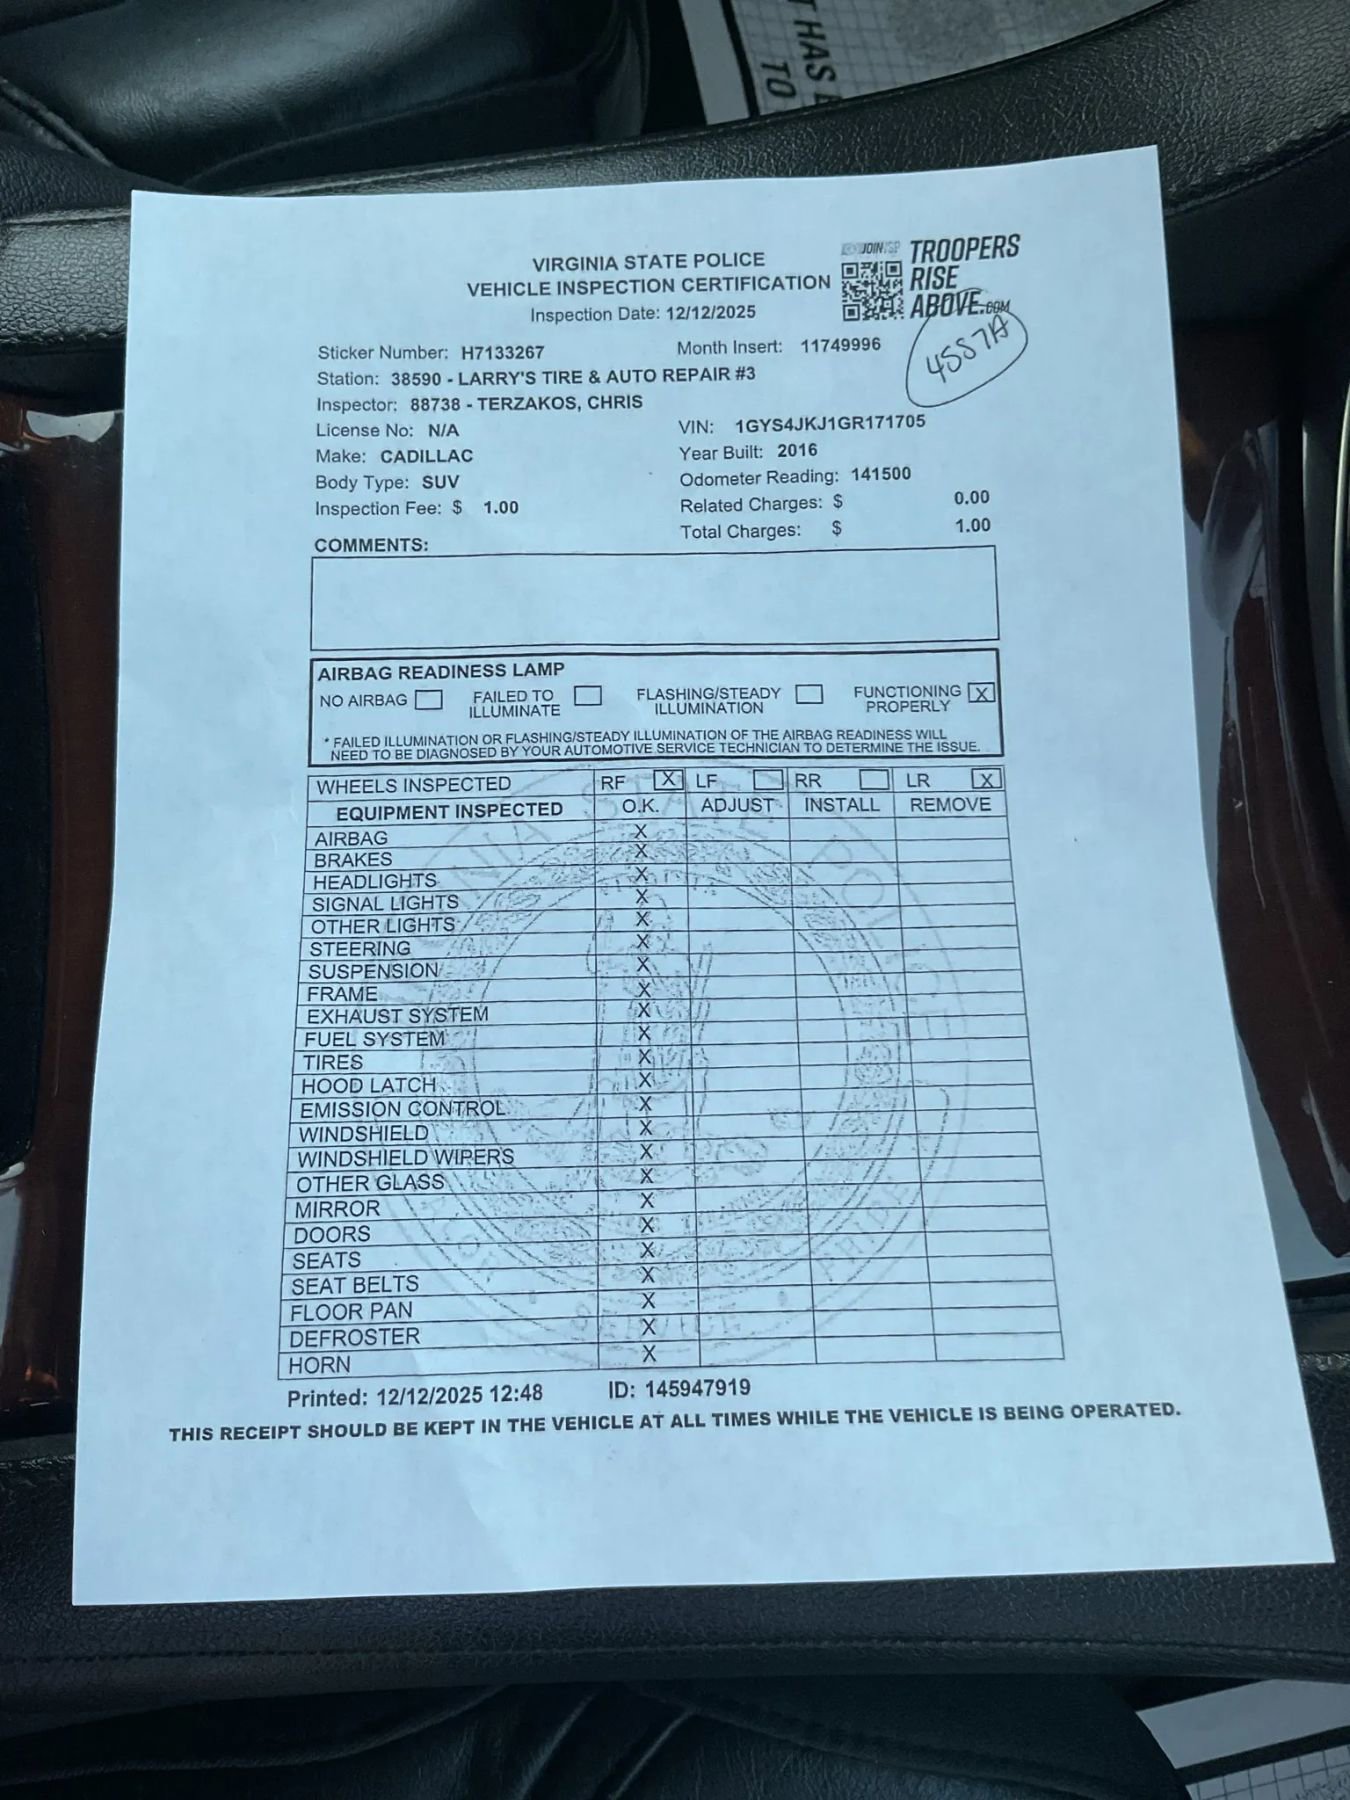 T HAS
TO
VIRGINIA STATE POLICE
VEHICLE INSPECTION CERTIFICATION
Inspection Date: 12/12/2025
JOIN VSP
TROOPERS
RISE
ABOVE.COM
4557A
Sticker Number: H7133267 Month Insert: 11749996
Station: 38590 - LARRY'S TIRE & AUTO REPAIR #3
Inspector: 88738 - TERZAKOS, CHRIS
License No: N/A VIN: 1GYS4JKJ1GR171705
Make: CADILLAC Year Built: 2016
Body Type: SUV Odometer Reading: 141500
Inspection Fee: $ 1.00 Related Charges: $ 0.00
Total Charges: $ 1.00
COMMENTS:
AIRBAG READINESS LAMP
NO AIRBAG FAILED TO ILLUMINATE FLASHING/STEADY ILLUMINATION FUNCTIONING PROPERLY X
* FAILED ILLUMINATION OR FLASHING/STEADY ILLUMINATION OF THE AIRBAG READINESS WILL
NEED TO BE DIAGNOSED BY YOUR AUTOMOTIVE SERVICE TECHNICIAN TO DETERMINE THE ISSUE.
WHEELS INSPECTED RF X LF RR LR X
EQUIPMENT INSPECTED O.K. ADJUST INSTALL REMOVE
AIRBAG X
BRAKES X
HEADLIGHTS X
SIGNAL LIGHTS X
OTHER LIGHTS X
STEERING X
SUSPENSION X
FRAME X
EXHAUST SYSTEM X
FUEL SYSTEM X
TIRES X
HOOD LATCH X
EMISSION CONTROL X
WINDSHIELD X
WINDSHIELD WIPERS X
OTHER GLASS X
MIRROR X
DOORS X
SEATS X
SEAT BELTS X
FLOOR PAN X
DEFROSTER X
HORN X
Printed: 12/12/2025 12:48 ID: 145947919
THIS RECEIPT SHOULD BE KEPT IN THE VEHICLE AT ALL TIMES WHILE THE VEHICLE IS BEING OPERATED.